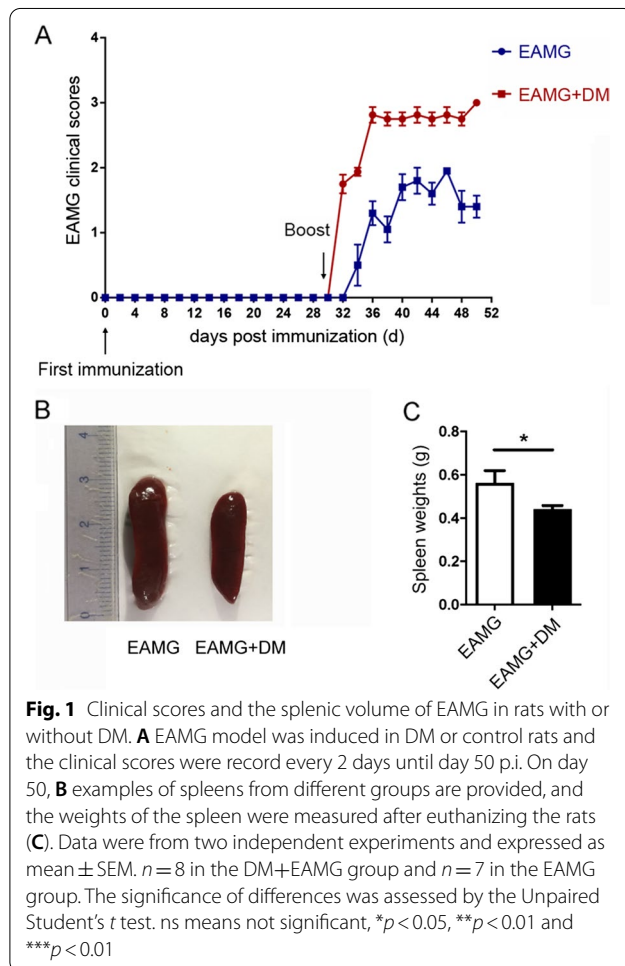 A
4
3
2
1
0
EAMG clinical scores
EAMG
EAMG+DM
Boost
0 4 8 12 16 20 24 28 32 36 40 44 48 52
days post immunization (d)
First immunization
B
4
3
2
1
0
EAMG EAMG+DM
C
*
0.8
0.6
0.4
0.2
0.0
Spleen weights (g)
EAMG
EAMG+DM
Fig. 1 Clinical scores and the splenic volume of EAMG in rats with or
without DM. A EAMG model was induced in DM or control rats and
the clinical scores were record every 2 days until day 50 p.i. On day
50, B examples of spleens from different groups are provided, and
the weights of the spleen were measured after euthanizing the rats
(C). Data were from two independent experiments and expressed as
mean ± SEM. n = 8 in the DM+EAMG group and n = 7 in the EAMG
group. The significance of differences was assessed by the Unpaired
Student's t test. ns means not significant, *p < 0.05, **p < 0.01 and
***p < 0.01